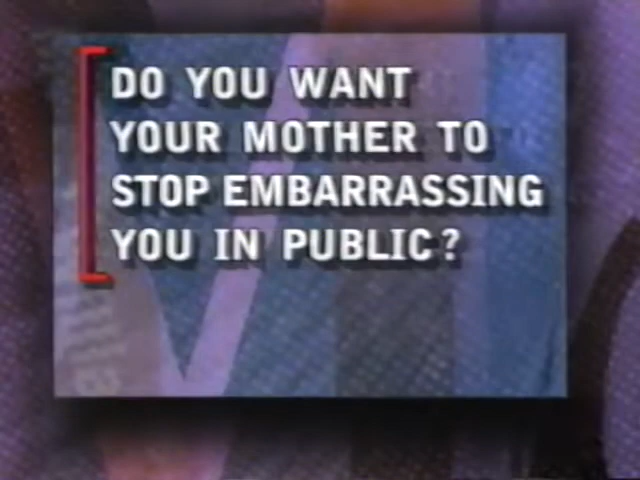 DO YOU WANT
YOUR MOTHER TO
STOP EMBARRASSING
YOU IN PUBLIC?